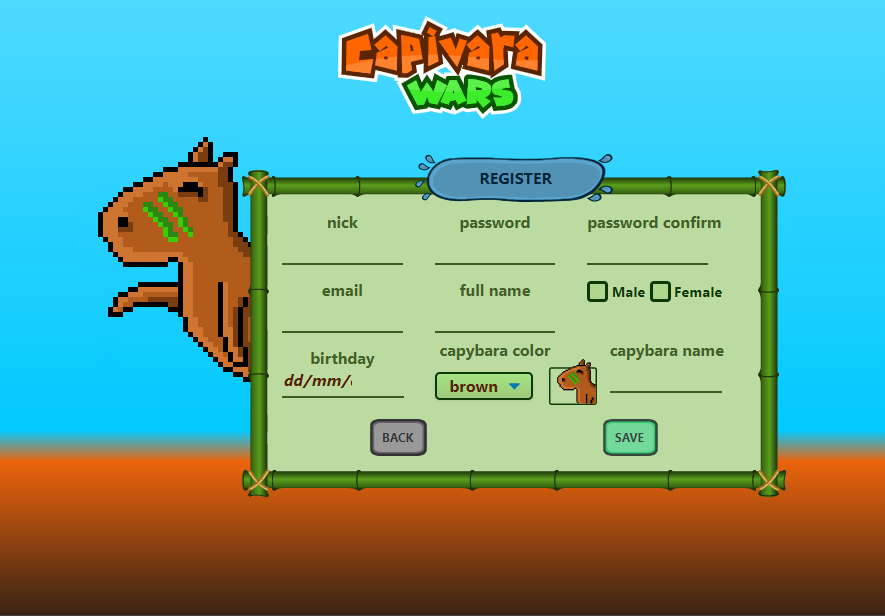 Capivara
WARS
REGISTER
nick password password confirm
email full name Male Female
birthday capybara color capybara name
dd/mm/
brown
BACK SAVE